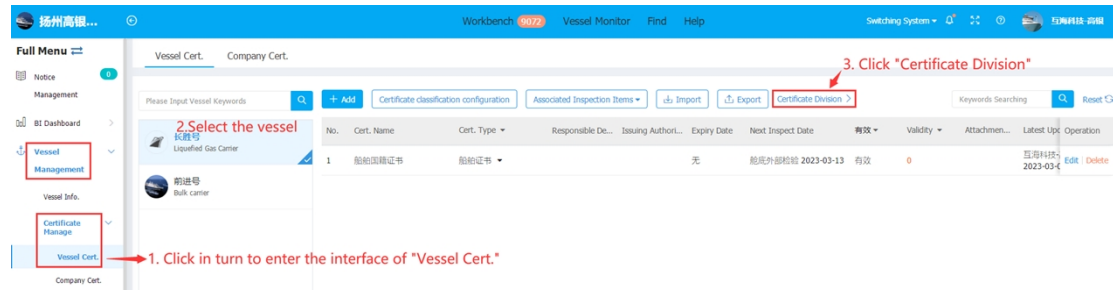 扬州高银...
Workbench 9072 Vessel Monitor Find Help
Switching System
互海科技-高银
Full Menu
Vessel Cert. Company Cert.
3. Click "Certificate Division"
Notice
Management
0
Please Input Vessel Keywords
+ Add
Certificate classification configuration
Associated Inspection Items
Import
Export
Certificate Division >
Keywords Searching
Reset
BI Dashboard
2.Select the vessel
长胜号
Liquefied Gas Carrier
No. Cert. Name Cert. Type Responsible De... Issuing Authori... Expiry Date Next Inspect Date 有效 Validity Attachmen... Latest Upd Operation
Vessel
Management
1 船舶国籍证书 船舶证书 无 舱底外部检验 2023-03-13 有效 0 互海科技-
2023-03-0
Edit Delete
前进号
Bulk carrier
Vessel Info.
Certificate
Manage
Vessel Cert.
1. Click in turn to enter the interface of "Vessel Cert."
Company Cert.